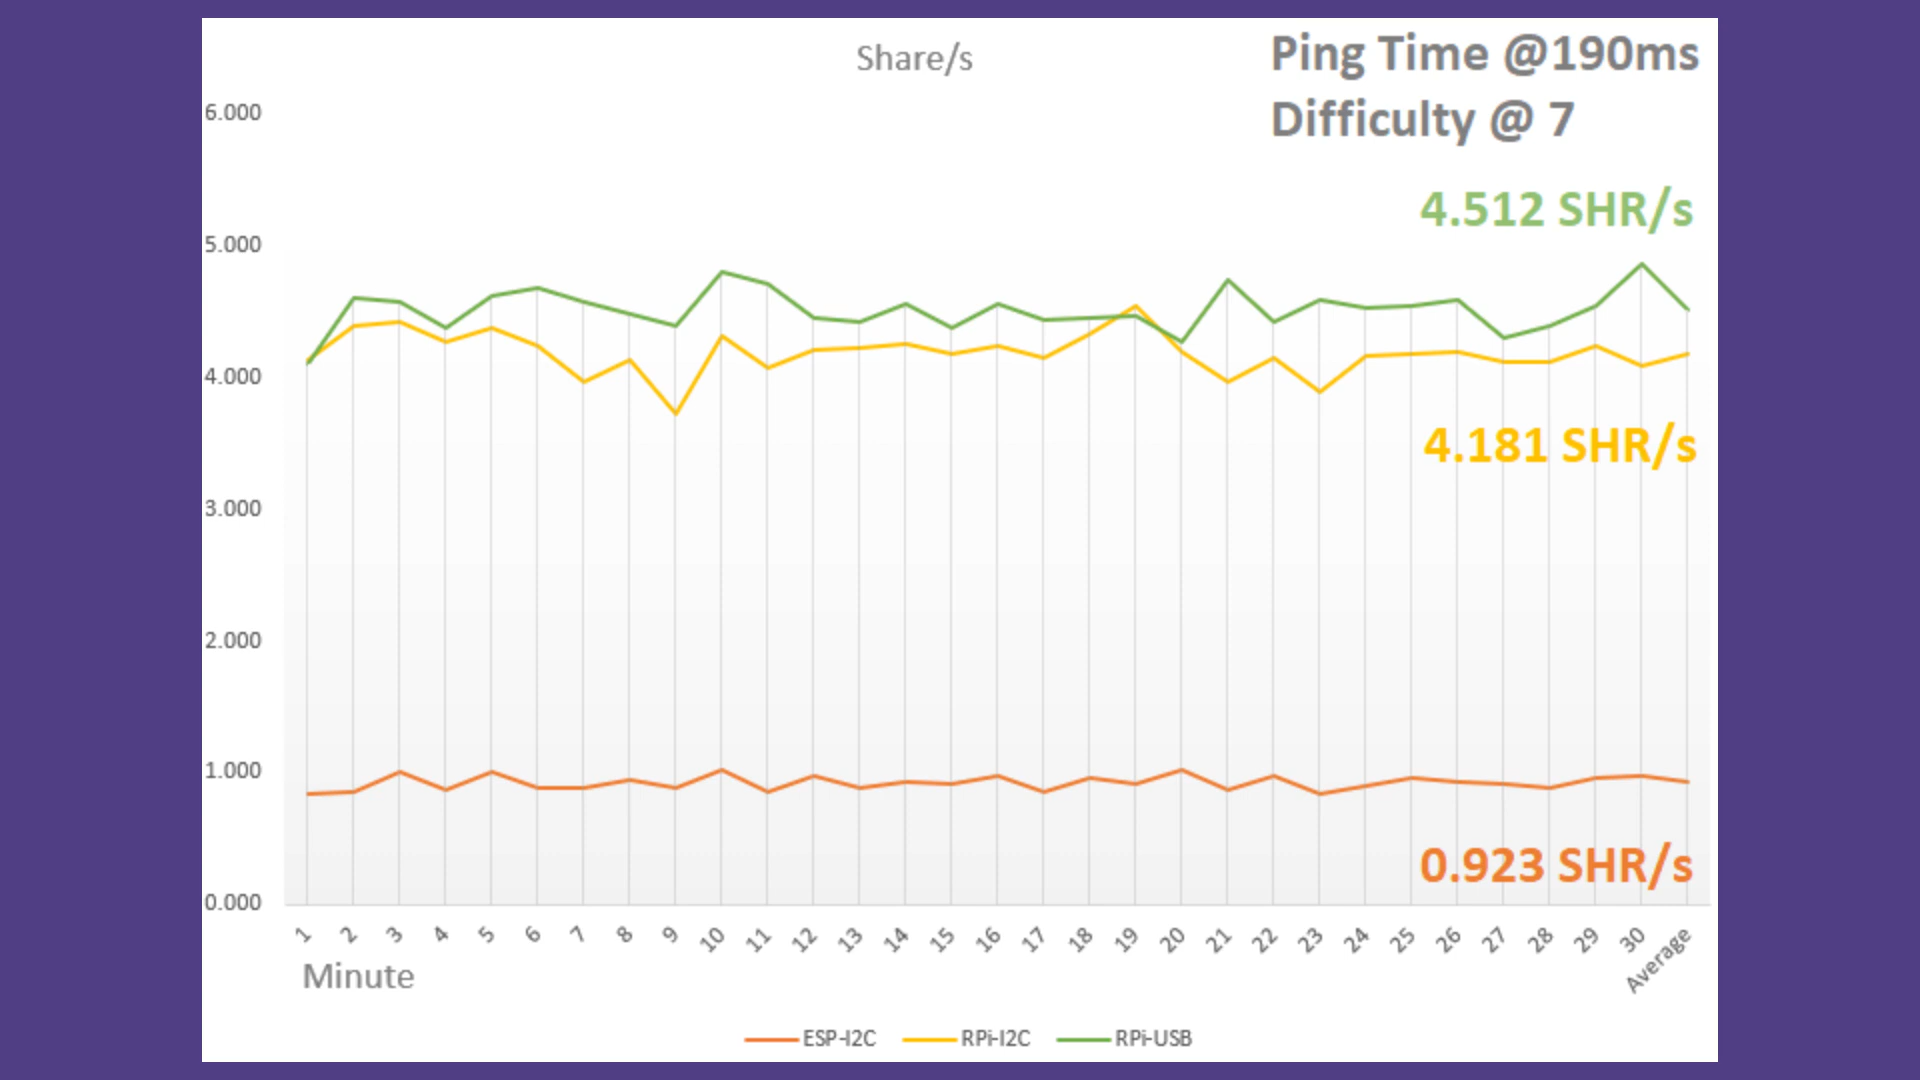 Share/s
Ping Time @190ms
Difficulty @ 7
6.000
4.512 SHR/s
5.000
4.000
4.181 SHR/s
3.000
2.000
1.000
0.923 SHR/s
0.000
1 2 3 4 5 6 7 8 9 10 11 12 13 14 15 16 17 18 19 20 21 22 23 24 25 26 27 28 29 30 Average
Minute
ESP-I2C RPi-I2C RPi-USB